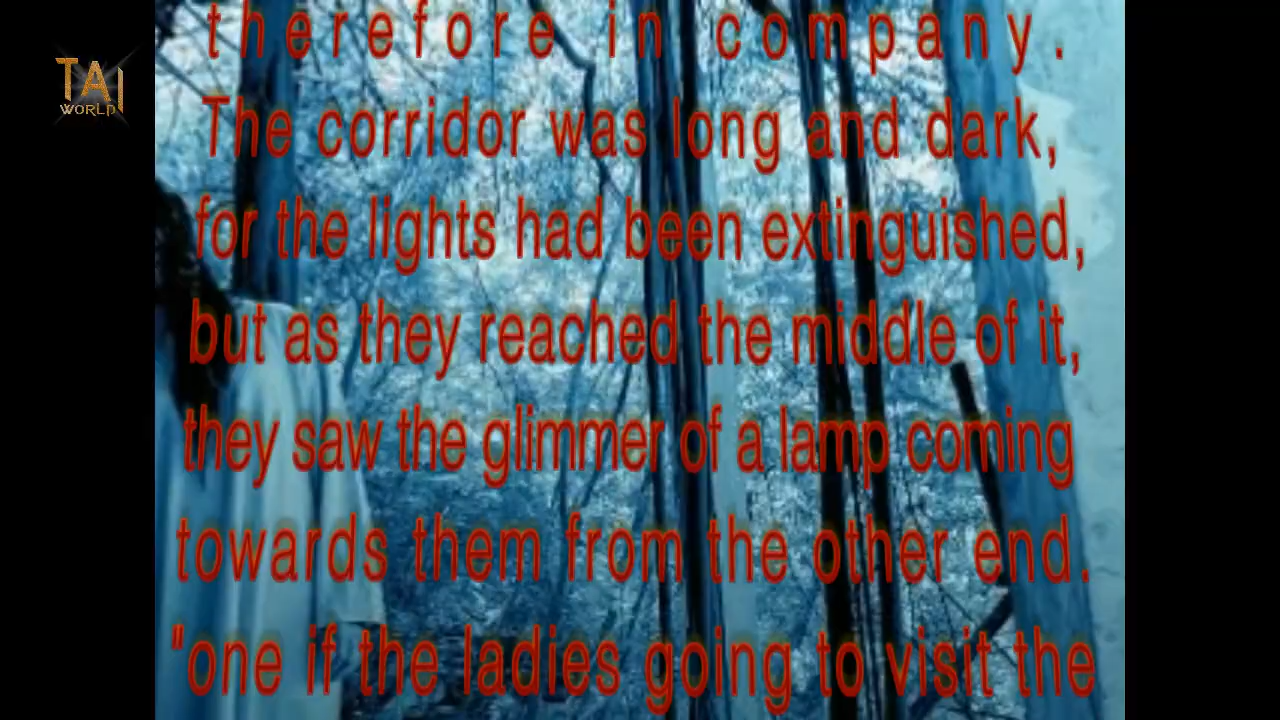 TAJ
WORLD
therefore in company.
The corridor was long and dark,
for the lights had been extinguished,
but as they reached the middle of it,
they saw the glimmer of a lamp coming
towards them from the other end.
"one if the ladies going to visit the